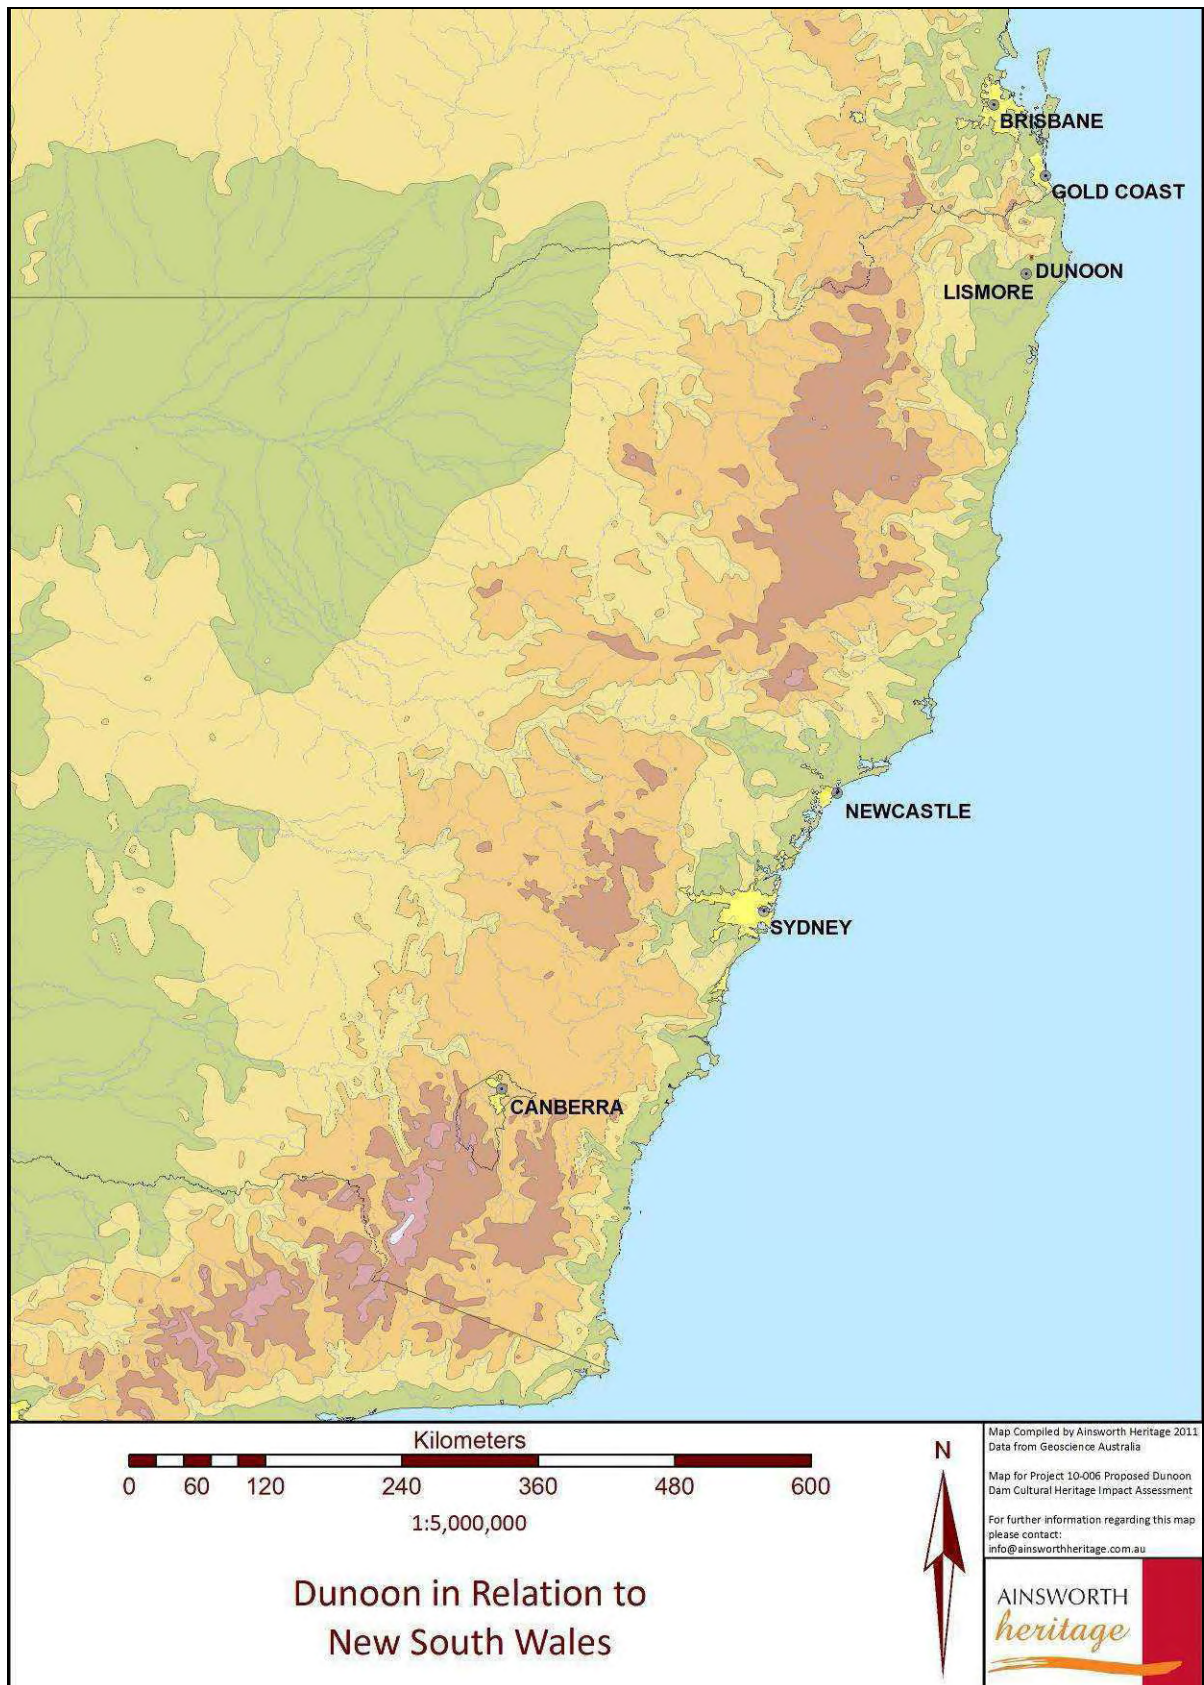 BRISBANE
GOLD COAST
DUNOON
LISMORE
NEWCASTLE
SYDNEY
CANBERRA
Kilometers
0 60 120 240 360 480 600
1:5,000,000
Dunoon in Relation to
New South Wales
N
Map Compiled by Ainsworth Heritage 2011
Data from Geoscience Australia
Map for Project 10-006 Proposed Dunoon
Dam Cultural Heritage Impact Assessment
For further information regarding this map
please contact:
info@ainsworthheritage.com.au
AINSWORTH
heritage